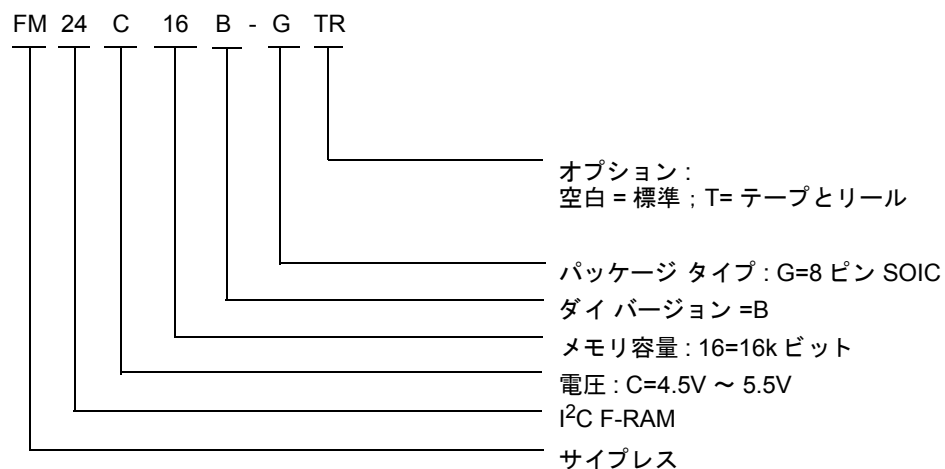 FM 24 C 16 B - G TR
オプション :
空白 = 標準 ; T= テープとリール
パッケージ タイプ : G=8 ピン SOIC
ダイ バージョン =B
メモリ容量 : 16=16k ビット
電圧 : C=4.5V ～ 5.5V
I²C F-RAM
サイプレス